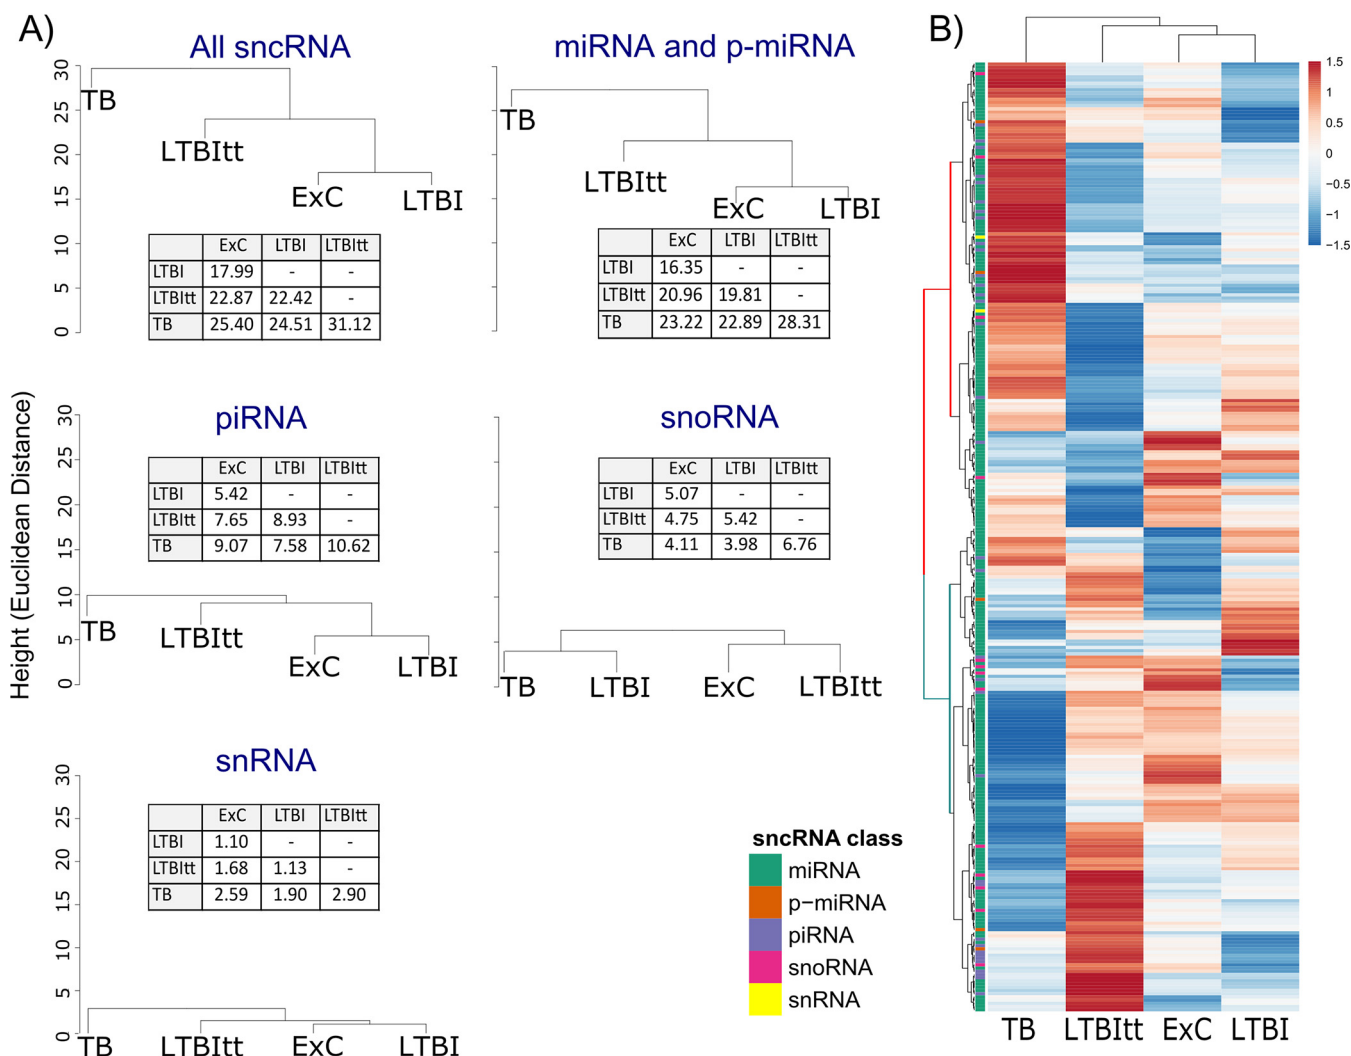 A)
All sncRNA
miRNA and p-miRNA
B)
Height (Euclidean Distance)
30
25
20
15
10
5
0
TB
LTBItt
ExC
LTBI
ExC LTBI LTBItt
LTBI 17.99 - -
LTBItt 22.87 22.42 -
TB 25.40 24.51 31.12
TB
LTBItt
ExC
LTBI
ExC LTBI LTBItt
LTBI 16.35 - -
LTBItt 20.96 19.81 -
TB 23.22 22.89 28.31
piRNA
30
25
20
15
10
5
0
ExC LTBI LTBItt
LTBI 5.42 - -
LTBItt 7.65 8.93 -
TB 9.07 7.58 10.62
TB
LTBItt
ExC
LTBI
snoRNA
ExC LTBI LTBItt
LTBI 5.07 - -
LTBItt 4.75 5.42 -
TB 4.11 3.98 6.76
TB
LTBI
ExC
LTBItt
snRNA
30
25
20
15
10
5
0
ExC LTBI LTBItt
LTBI 1.10 - -
LTBItt 1.68 1.13 -
TB 2.59 1.90 2.90
TB
LTBItt
ExC
LTBI
sncRNA class
miRNA
p−miRNA
piRNA
snoRNA
snRNA
1.5
1
0.5
0
−0.5
−1
−1.5
TB LTBItt ExC LTBI